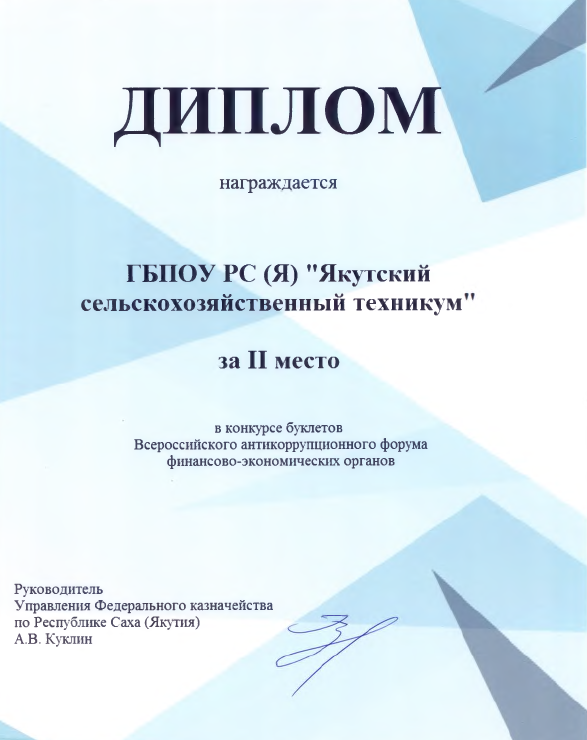 ДИПЛОМ
награждается
ГБПОУ РС (Я) "Якутский
сельскохозяйственный техникум"
за II место
в конкурсе буклетов
Всероссийского антикоррупционного форума
финансово-экономических органов
Руководитель
Управления Федерального казначейства
по Республике Саха (Якутия)
А.В. Куклин